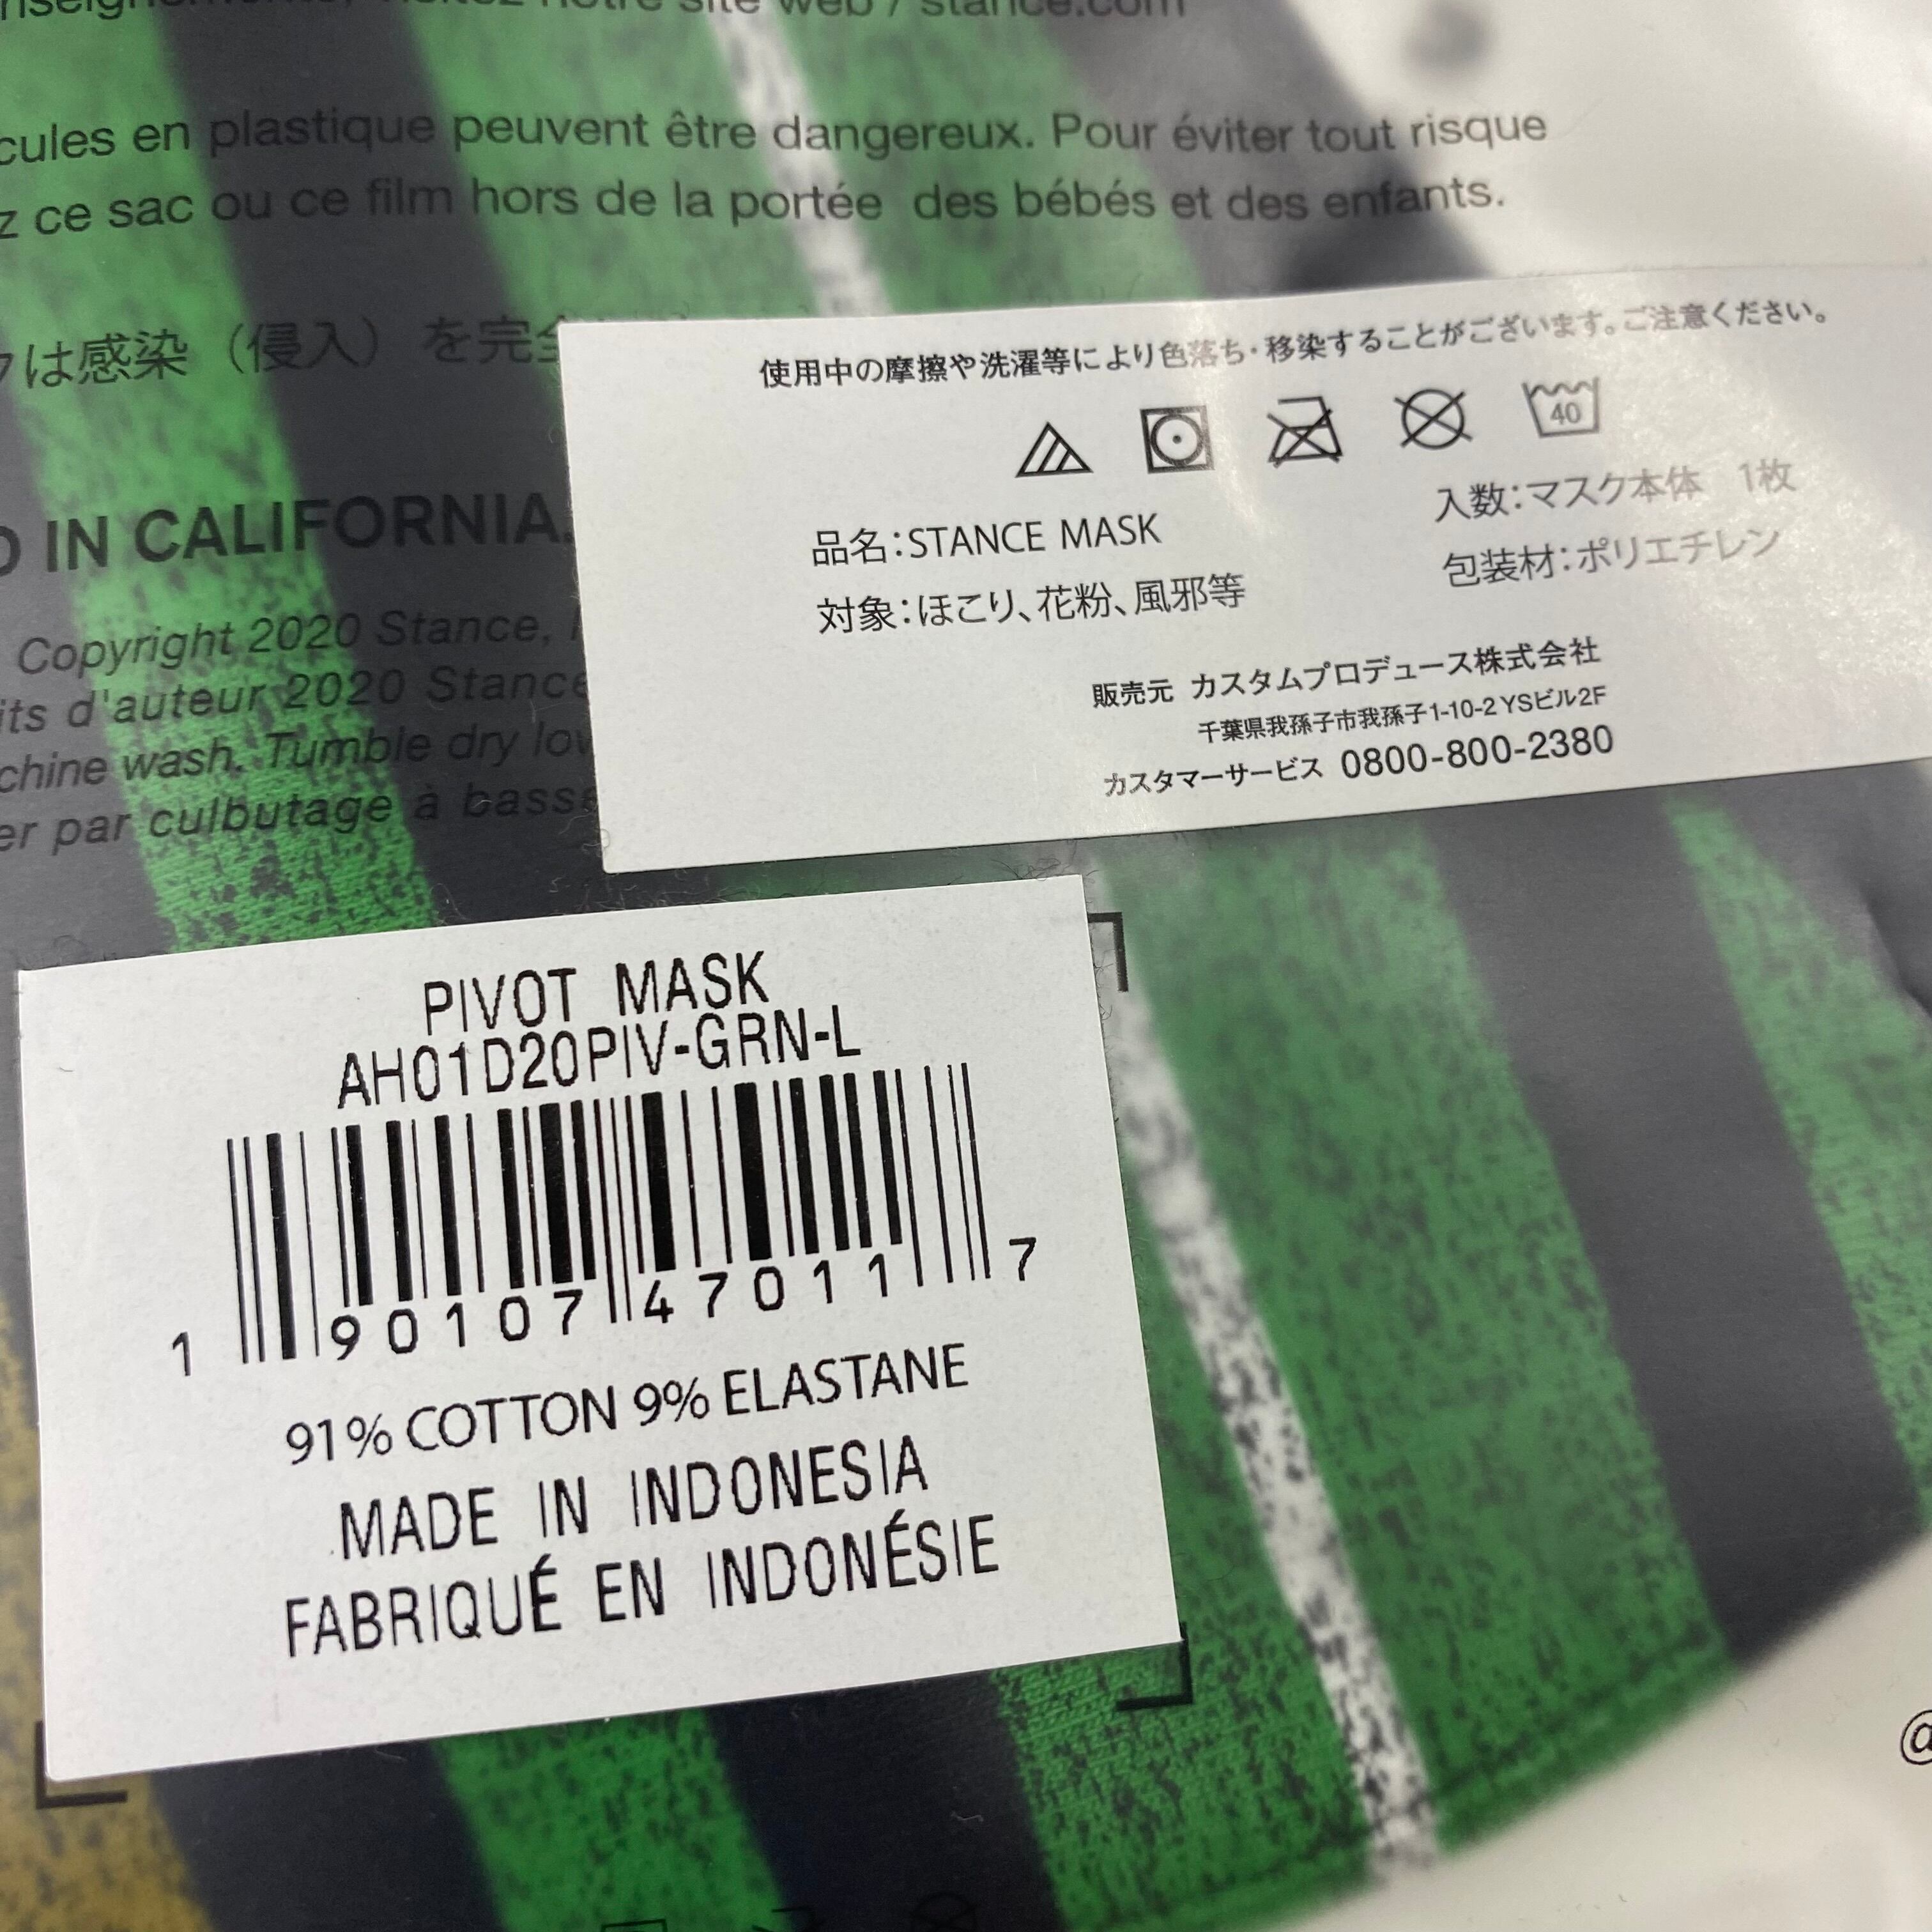 visitez notre site web / stance.com
cules en plastique peuvent être dangereux. Pour éviter tout risque
z ce sac ou ce film hors de la portée des bébés et des enfants.
クは感染（侵入）を完全
使用中の摩擦や洗濯等により色落ち・移染することがございます。ご注意ください。
40
D IN CALIFORNIA.
品名：STANCE MASK
入数：マスク本体 1枚
対象：ほこり、花粉、風邪等
包装材：ポリエチレン
Copyright 2020 Stance,
its d'auteur 2020 Stance
chine wash. Tumble dry low
er par culbutage à basse
販売元 カスタムプロデュース株式会社
千葉県我孫子市我孫子1-10-2 YSビル2F
カスタマーサービス 0800-800-2380
PIVOT MASK
AH01D20PIV-GRN-L
1 90107 47011 7
91% COTTON 9% ELASTANE
MADE IN INDONESIA
FABRIQUÉ EN INDONÉSIE
@